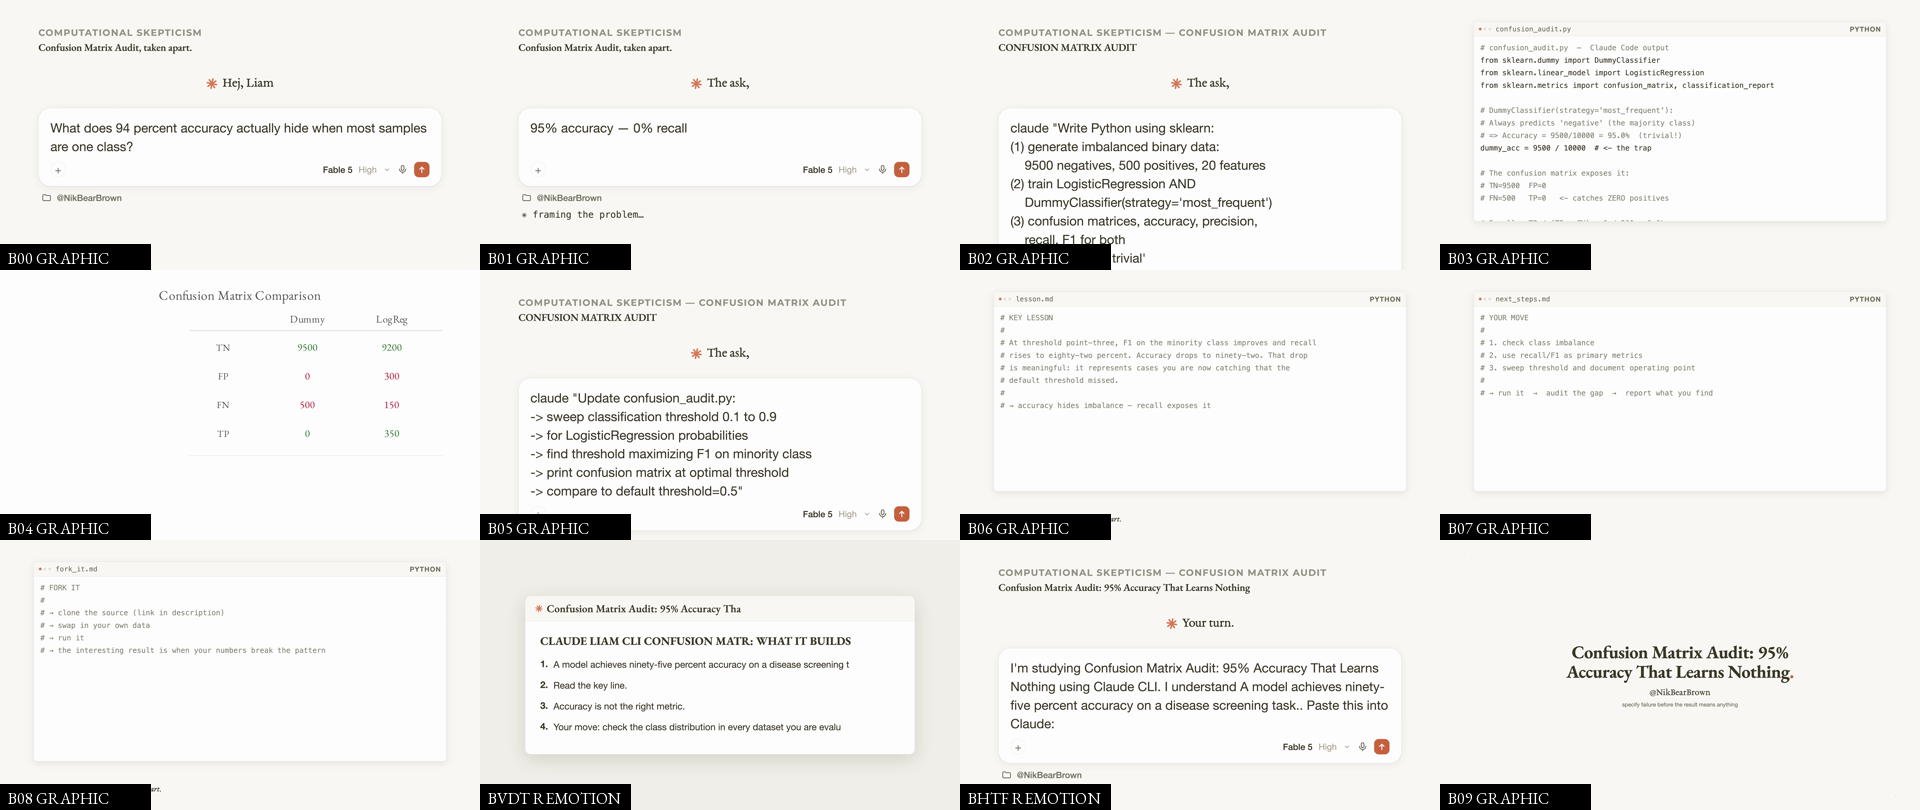 COMPUTATIONAL SKEPTICISM
Confusion Matrix Audit, taken apart.
Hej, Liam
What does 94 percent accuracy actually hide when most samples
are one class?
+
Fable 5 High
@NikBearBrown
B00 GRAPHIC
COMPUTATIONAL SKEPTICISM
Confusion Matrix Audit, taken apart.
The ask,
95% accuracy — 0% recall
+
Fable 5 High
@NikBearBrown
✳ framing the problem…
B01 GRAPHIC
COMPUTATIONAL SKEPTICISM — CONFUSION MATRIX AUDIT
CONFUSION MATRIX AUDIT
The ask,
claude "Write Python using sklearn:
(1) generate imbalanced binary data:
9500 negatives, 500 positives, 20 features
(2) train LogisticRegression AND
DummyClassifier(strategy='most_frequent')
(3) confusion matrices, accuracy, precision,
recall, F1 for both
trivial'
B02 GRAPHIC
confusion_audit.py PYTHON
# confusion_audit.py — Claude Code output
from sklearn.dummy import DummyClassifier
from sklearn.linear_model import LogisticRegression
from sklearn.metrics import confusion_matrix, classification_report
# DummyClassifier(strategy='most_frequent'):
# Always predicts 'negative' (the majority class)
# => Accuracy = 9500/10000 = 95.0% (trivial!)
dummy_acc = 9500 / 10000 # <- the trap
# The confusion matrix exposes it:
# TN=9500 FP=0
# FN=500 TP=0 <- catches ZERO positives
B03 GRAPHIC
Confusion Matrix Comparison
Dummy LogReg
TN 9500 9200
FP 0 300
FN 500 150
TP 0 350
B04 GRAPHIC
COMPUTATIONAL SKEPTICISM — CONFUSION MATRIX AUDIT
CONFUSION MATRIX AUDIT
The ask,
claude "Update confusion_audit.py:
-> sweep classification threshold 0.1 to 0.9
-> for LogisticRegression probabilities
-> find threshold maximizing F1 on minority class
-> print confusion matrix at optimal threshold
-> compare to default threshold=0.5"
Fable 5 High
B05 GRAPHIC
lesson.md PYTHON
# KEY LESSON
#
# At threshold point-three, F1 on the minority class improves and recall
# rises to eighty-two percent. Accuracy drops to ninety-two. That drop
# is meaningful: it represents cases you are now catching that the
# default threshold missed.
#
# → accuracy hides imbalance — recall exposes it
art.
B06 GRAPHIC
next_steps.md PYTHON
# YOUR MOVE
#
# 1. check class imbalance
# 2. use recall/F1 as primary metrics
# 3. sweep threshold and document operating point
#
# → run it → audit the gap → report what you find
B07 GRAPHIC
fork_it.md PYTHON
# FORK IT
#
# → clone the source (link in description)
# → swap in your own data
# → run it
# → the interesting result is when your numbers break the pattern
art.
B08 GRAPHIC
Confusion Matrix Audit: 95% Accuracy Tha
CLAUDE LIAM CLI CONFUSION MATR: WHAT IT BUILDS
1. A model achieves ninety-five percent accuracy on a disease screening t
2. Read the key line.
3. Accuracy is not the right metric.
4. Your move: check the class distribution in every dataset you are evalu
BVDT REMOTION
COMPUTATIONAL SKEPTICISM — CONFUSION MATRIX AUDIT
Confusion Matrix Audit: 95% Accuracy That Learns Nothing
Your turn.
I'm studying Confusion Matrix Audit: 95% Accuracy That Learns
Nothing using Claude CLI. I understand A model achieves ninety-
five percent accuracy on a disease screening task.. Paste this into
Claude:
+
Fable 5 High
@NikBearBrown
BHTF REMOTION
Confusion Matrix Audit: 95%
Accuracy That Learns Nothing.
@NikBearBrown
specify failure before the result means anything
B09 GRAPHIC